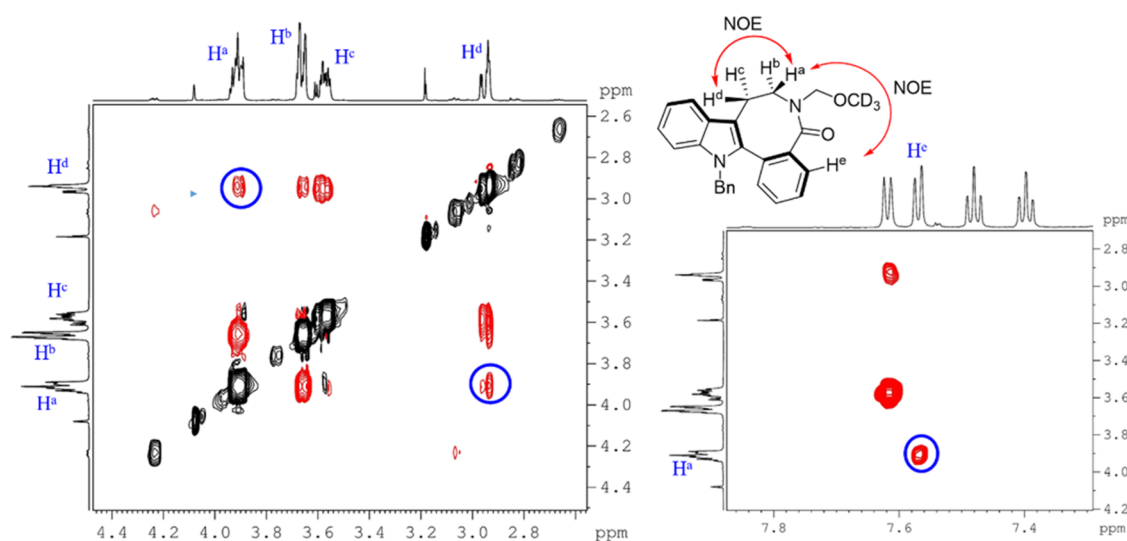 Hᵃ Hᵇ Hᶜ Hᵈ
ppm
Hᵈ
2.6
2.8
3.0
3.2
3.4
Hᶜ
3.6
Hᵇ
3.8
Hᵃ
4.0
4.2
4.4
4.4 4.2 4.0 3.8 3.6 3.4 3.2 3.0 2.8 ppm
NOE
Hᵇ
Hᶜ Hᵃ
NOE
Hᵈ
N OCD₃
O
N
Hᵉ
Bn
Hᵉ
ppm
2.8
3.0
3.2
3.4
3.6
3.8
Hᵃ
4.0
4.2
7.8 7.6 7.4 ppm